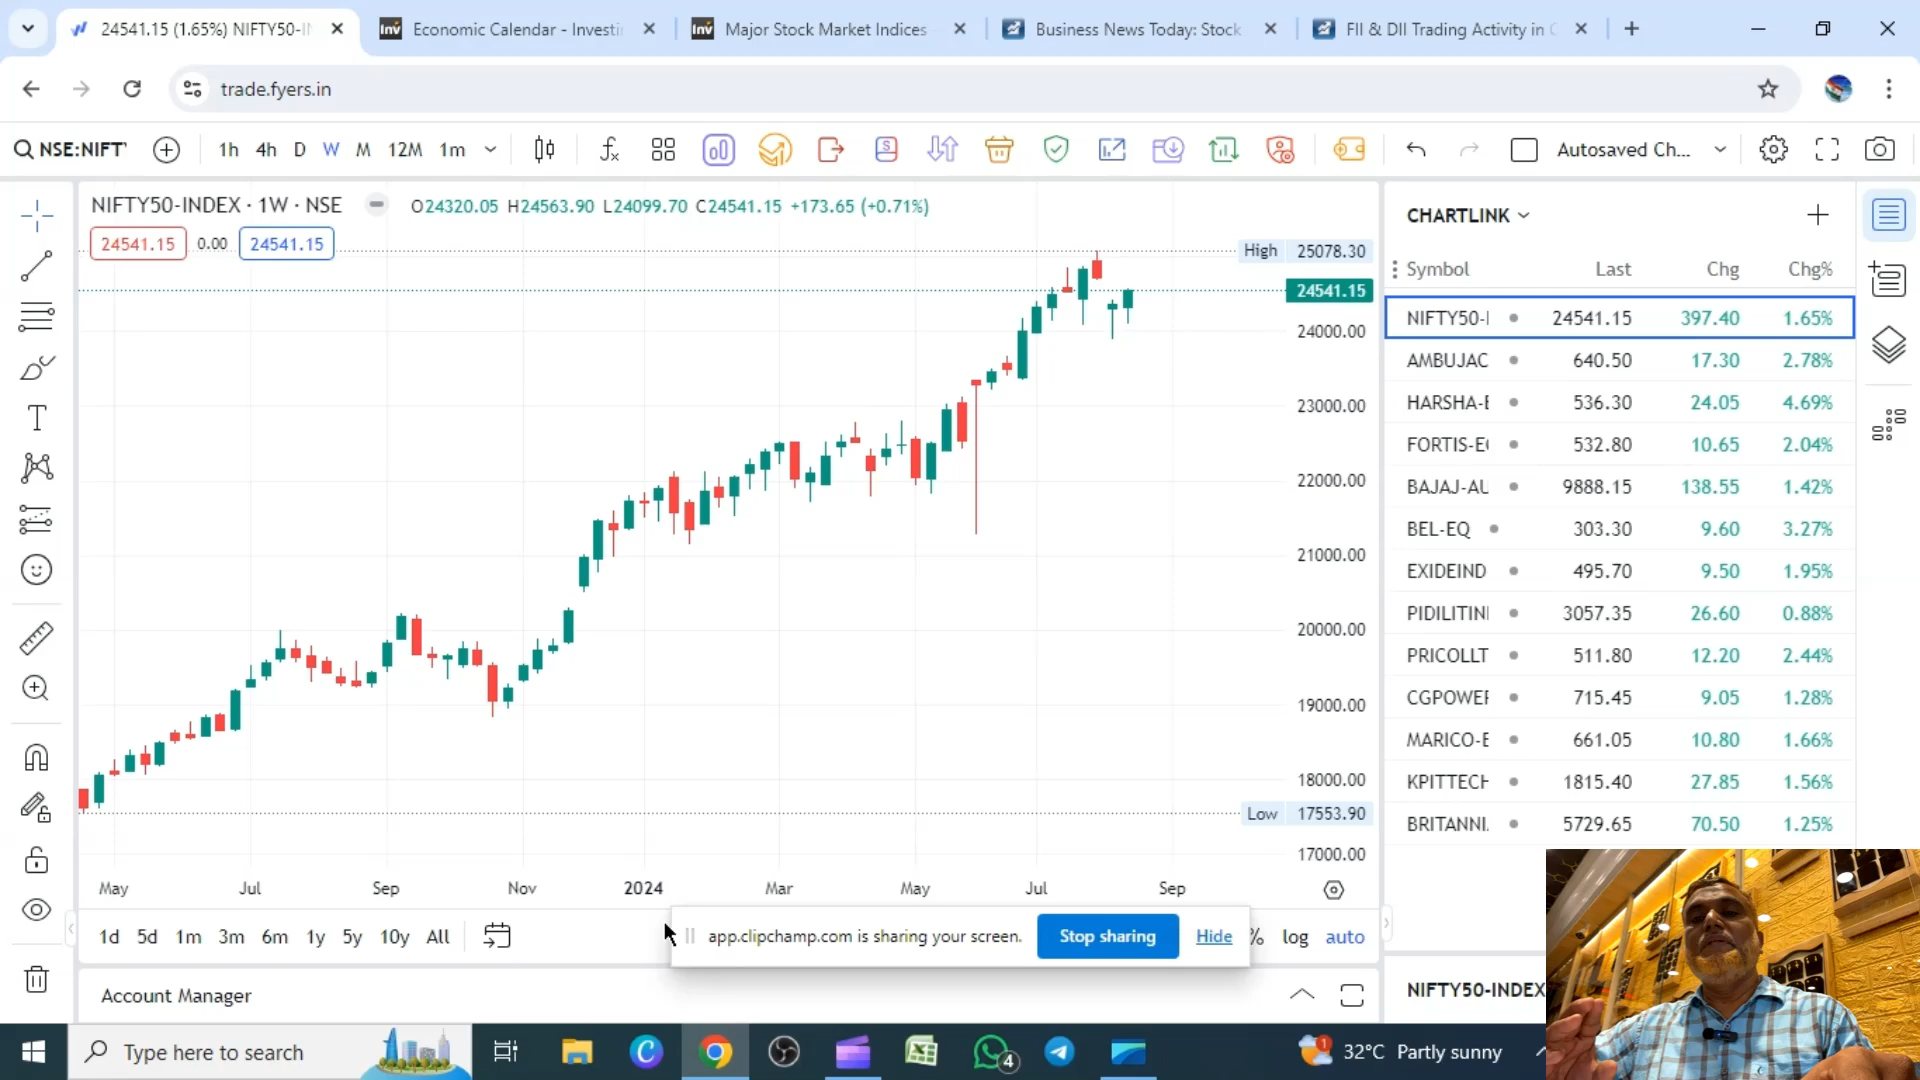 24541.15 (1.65%) NIFTY50-I
Economic Calendar - Investi
Major Stock Market Indices
Business News Today: Stock
FII & DII Trading Activity in C
trade.fyers.in
NSE:NIFTY
1h 4h D W M 12M 1m
Autosaved Ch...
NIFTY50-INDEX · 1W · NSE
O24320.05 H24563.90 L24099.70 C24541.15 +173.65 (+0.71%)
24541.15 0.00 24541.15
High 25078.30
24541.15
24000.00
23000.00
22000.00
21000.00
20000.00
19000.00
18000.00
Low 17553.90
17000.00
May Jul Sep Nov 2024 Mar May Jul Sep
1d 5d 1m 3m 6m 1y 5y 10y All
app.clipchamp.com is sharing your screen.
Stop sharing
Hide
% log auto
Account Manager
CHARTLINK
Symbol Last Chg Chg%
NIFTY50-I 24541.15 397.40 1.65%
AMBUJAC 640.50 17.30 2.78%
HARSHA-E 536.30 24.05 4.69%
FORTIS-E 532.80 10.65 2.04%
BAJAJ-AU 9888.15 138.55 1.42%
BEL-EQ 303.30 9.60 3.27%
EXIDEIND 495.70 9.50 1.95%
PIDILITIN 3057.35 26.60 0.88%
PRICOLLT 511.80 12.20 2.44%
CGPOWER 715.45 9.05 1.28%
MARICO-E 661.05 10.80 1.66%
KPITTECH 1815.40 27.85 1.56%
BRITANNI 5729.65 70.50 1.25%
NIFTY50-INDEX
Type here to search
4
1
32°C Partly sunny